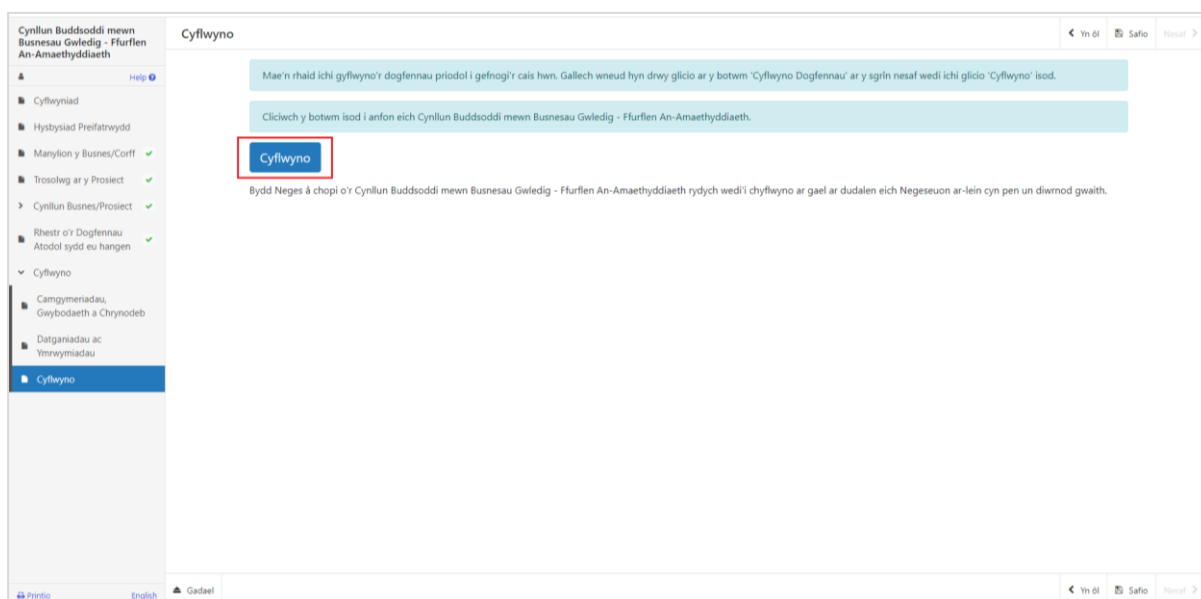 Cynllun Buddsoddi mewn
Busnesau Gwledig - Ffurflen
An-Amaethyddiaeth
Help
Cyflwyniad
Hysbysiad Preifatrwydd
Manylion y Busnes/Corff
Trosolwg ar y Prosiect
Cynllun Busnes/Prosiect
Rhestr o'r Dogfennau
Atodol sydd eu hangen
Cyflwyno
Camgymeriadau,
Gwybodaeth a Chrynodeb
Datganiadau ac
Ymrwymiadau
Cyflwyno
Printio English
Cyflwyno
Yn ôl Safio Nesaf
Mae'n rhaid ichi gyflwyno'r dogfennau priodol i gefnogi'r cais hwn. Gallech wneud hyn drwy glicio ar y botwm 'Cyflwyno Dogfennau' ar y sgrîn nesaf wedi ichi glicio 'Cyflwyno' isod.
Cliciwch y botwm isod i anfon eich Cynllun Buddsoddi mewn Busnesau Gwledig - Ffurflen An-Amaethyddiaeth.
Cyflwyno
Bydd Neges â chopi o'r Cynllun Buddsoddi mewn Busnesau Gwledig - Ffurflen An-Amaethyddiaeth rydych wedi'i chyflwyno ar gael ar dudalen eich Negeseuon ar-lein cyn pen un diwrnod gwaith.
Gadael
Yn ôl Safio Nesaf